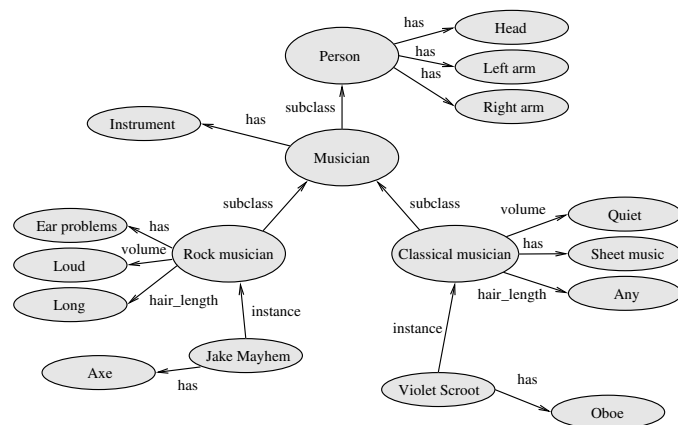 has
Head
Person
has
Left arm
has
Right arm
subclass
Instrument
has
Musician
subclass
subclass
volume
Quiet
Ear problems
has
volume
Rock musician
Classical musician
has
Sheet music
Loud
Long
hair_length
hair_length
Any
instance
instance
Jake Mayhem
Axe
has
Violet Scroot
has
Oboe